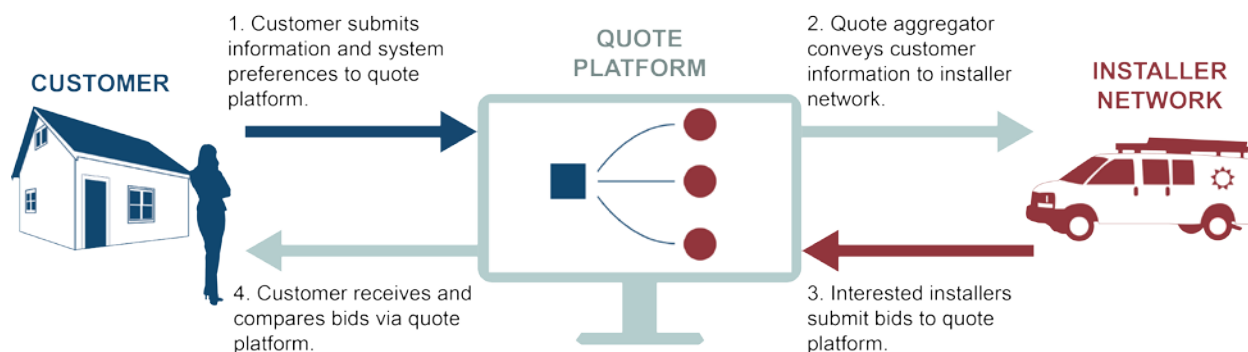 CUSTOMER
1. Customer submits
information and system
preferences to quote
platform.
QUOTE
PLATFORM
2. Quote aggregator
conveys customer
information to installer
network.
INSTALLER
NETWORK
4. Customer receives and
compares bids via quote
platform.
3. Interested installers
submit bids to quote
platform.